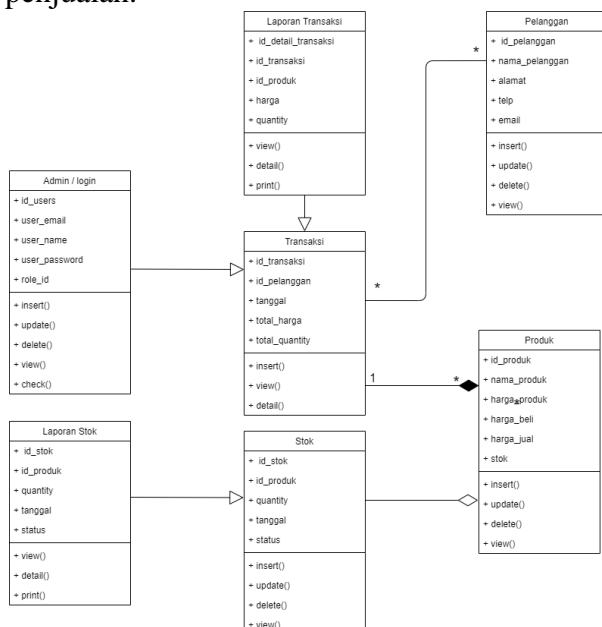 penjualan.
Laporan Transaksi
+ id_detail_transaksi
+ id_transaksi
+ id_produk
+ harga
+ quantity
+ view()
+ detail()
+ print()
Pelanggan
+ id_pelanggan
+ nama_pelanggan
+ alamat
+ telp
+ email
+ insert()
+ update()
+ delete()
+ view()
*
Admin / login
+ id_users
+ user_email
+ user_name
+ user_password
+ role_id
+ insert()
+ update()
+ delete()
+ view()
+ check()
Transaksi
+ id_transaksi
+ id_pelanggan
+ tanggal
+ total_harga
+ total_quantity
+ insert()
+ view()
+ detail()
*
1
*
Produk
+ id_produk
+ nama_produk
+ harga_produk
+ harga_beli
+ harga_jual
+ stok
+ insert()
+ update()
+ delete()
+ view()
*
Laporan Stok
+ id_stok
+ id_produk
+ quantity
+ tanggal
+ status
+ view()
+ detail()
+ print()
Stok
+ id_stok
+ id_produk
+ quantity
+ tanggal
+ status
+ insert()
+ update()
+ delete()
+ view()